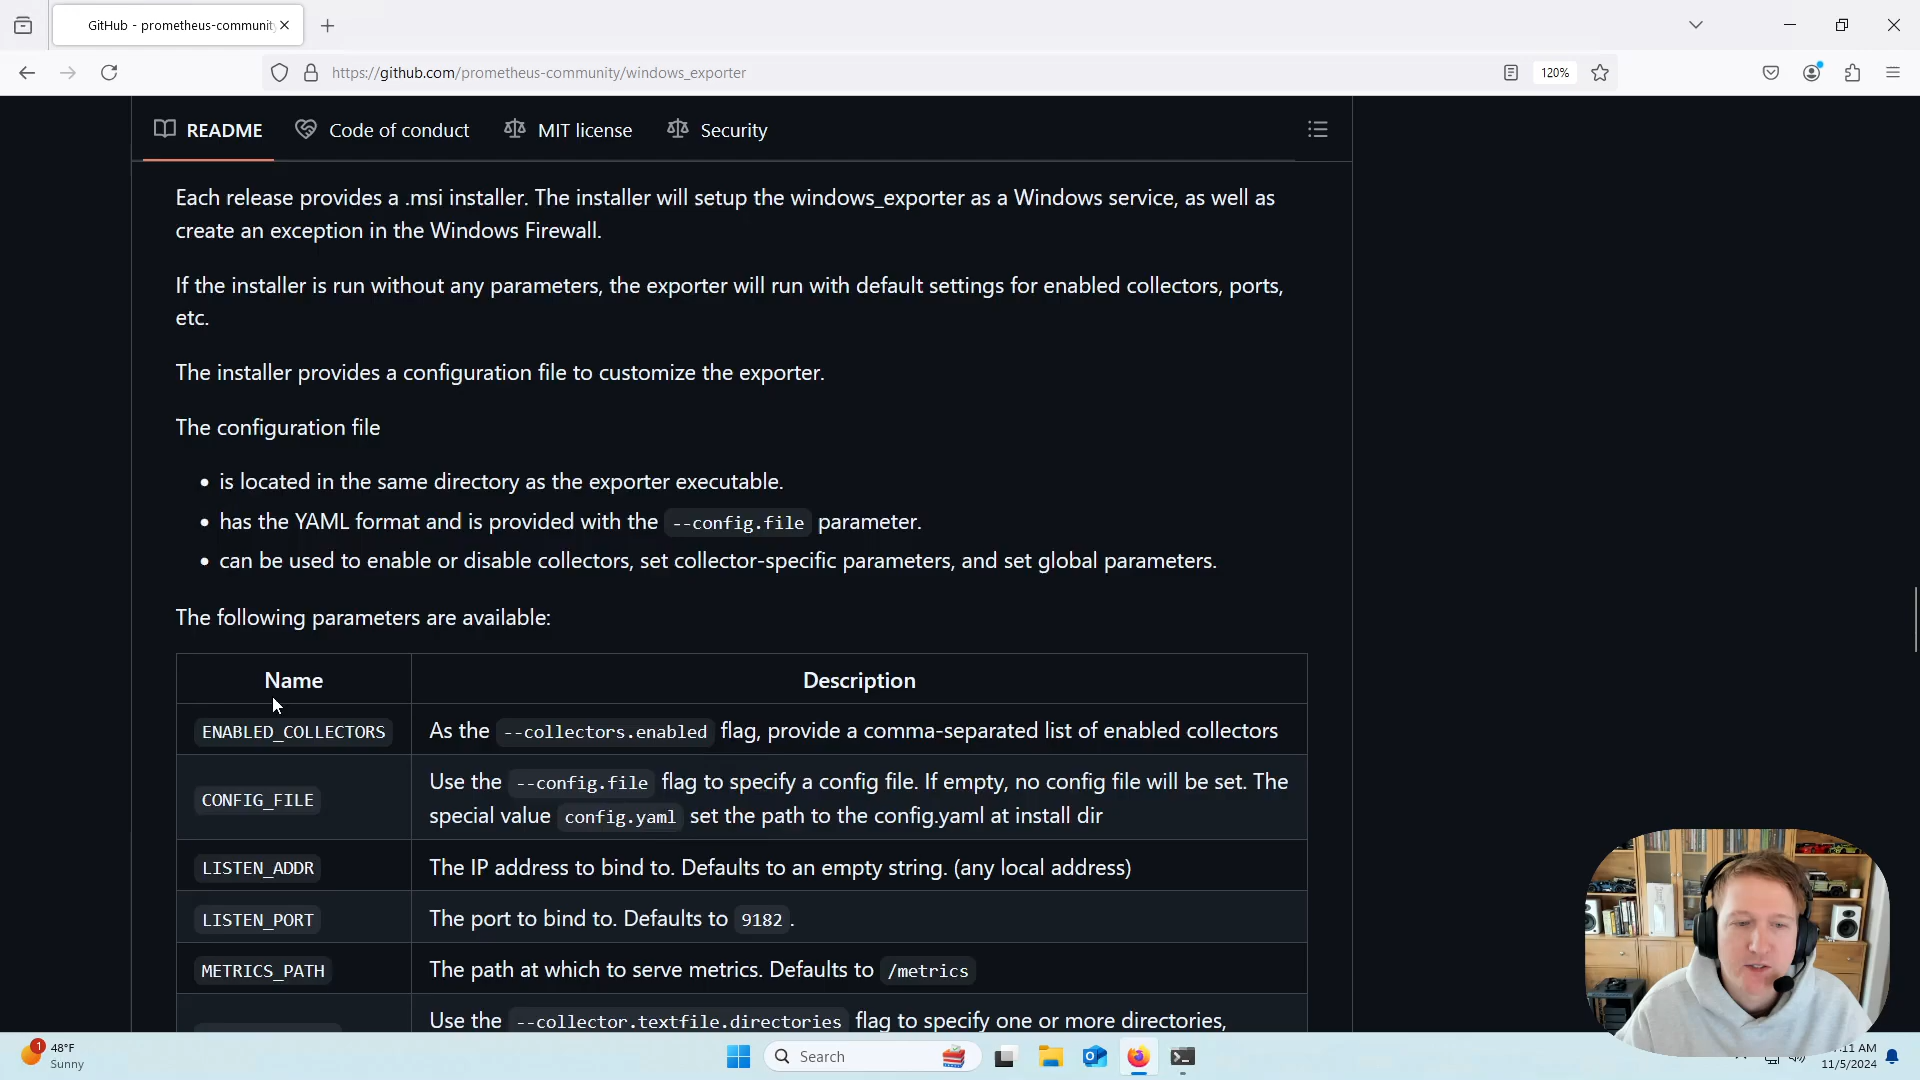 GitHub - prometheus-communit
https://github.com/prometheus-community/windows_exporter
120%
README
Code of conduct
MIT license
Security
Each release provides a .msi installer. The installer will setup the windows_exporter as a Windows service, as well as
create an exception in the Windows Firewall.
If the installer is run without any parameters, the exporter will run with default settings for enabled collectors, ports,
etc.
The installer provides a configuration file to customize the exporter.
The configuration file
• is located in the same directory as the exporter executable.
• has the YAML format and is provided with the --config.file parameter.
• can be used to enable or disable collectors, set collector-specific parameters, and set global parameters.
The following parameters are available:
Name
Description
ENABLED_COLLECTORS
As the --collectors.enabled flag, provide a comma-separated list of enabled collectors
CONFIG_FILE
Use the --config.file flag to specify a config file. If empty, no config file will be set. The
special value config.yaml set the path to the config.yaml at install dir
LISTEN_ADDR
The IP address to bind to. Defaults to an empty string. (any local address)
LISTEN_PORT
The port to bind to. Defaults to 9182.
METRICS_PATH
The path at which to serve metrics. Defaults to /metrics
Use the --collector.textfile.directories flag to specify one or more directories,
1
48°F
Sunny
Search
:11 AM
11/5/2024